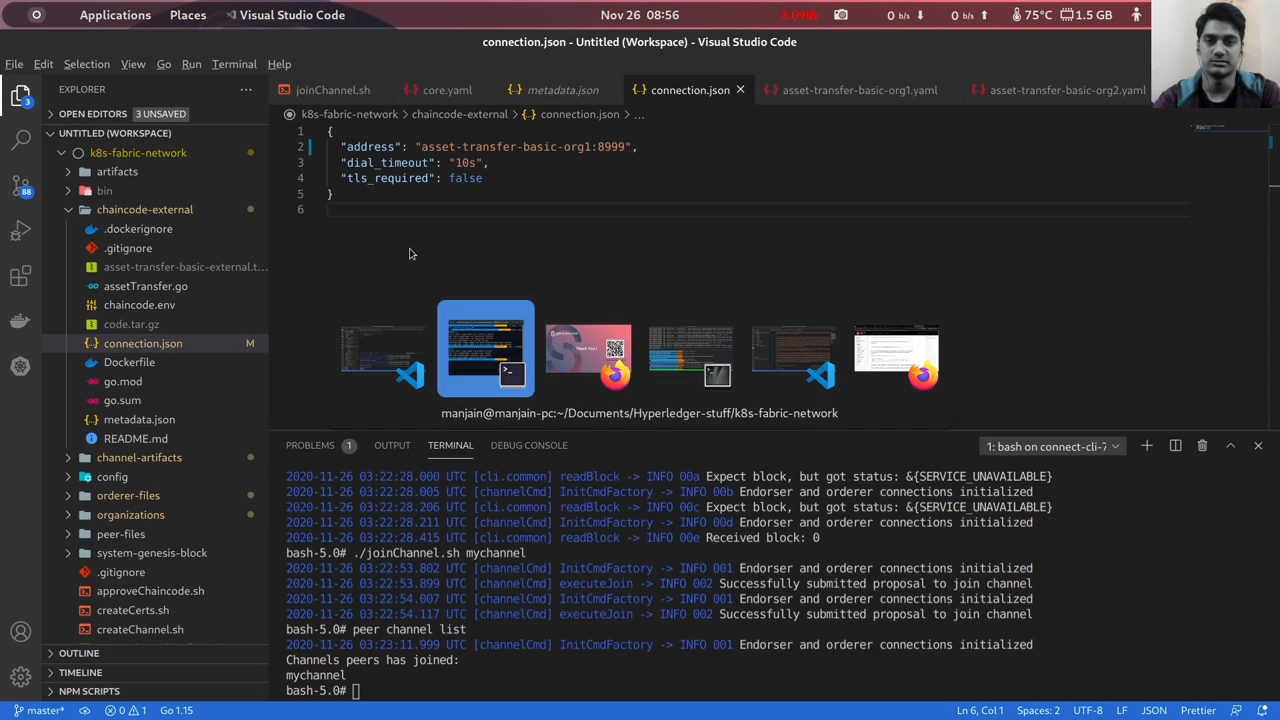 Applications Places Visual Studio Code Nov 26 08:56 3.09% 0 b/s 0 b/s 75°C 1.5 GB
connection.json - Untitled (Workspace) - Visual Studio Code
File Edit Selection View Go Run Terminal Help
EXPLORER
joinChannel.sh core.yaml metadata.json connection.json asset-transfer-basic-org1.yaml asset-transfer-basic-org2.yaml
OPEN EDITORS 3 UNSAVED
k8s-fabric-network > chaincode-external > connection.json > ...
UNTITLED (WORKSPACE)
k8s-fabric-network
artifacts
bin
chaincode-external
.dockerignore
.gitignore
asset-transfer-basic-external.t...
assetTransfer.go
chaincode.env
code.tar.gz
connection.json M
Dockerfile
go.mod
go.sum
metadata.json
README.md
channel-artifacts
config
orderer-files
organizations
peer-files
system-genesis-block
.gitignore
approveChaincode.sh
createCerts.sh
createChannel.sh
OUTLINE
TIMELINE
NPM SCRIPTS
3
88
1 {
2 "address": "asset-transfer-basic-org1:8999",
3 "dial_timeout": "10s",
4 "tls_required": false
5 }
6
manjain@manjain-pc:~/Documents/Hyperledger-stuff/k8s-fabric-network
PROBLEMS 1 OUTPUT TERMINAL DEBUG CONSOLE 1: bash on connect-cli-7
2020-11-26 03:22:28.000 UTC [cli.common] readBlock -> INFO 00a Expect block, but got status: &{SERVICE_UNAVAILABLE}
2020-11-26 03:22:28.005 UTC [channelCmd] InitCmdFactory -> INFO 00b Endorser and orderer connections initialized
2020-11-26 03:22:28.206 UTC [cli.common] readBlock -> INFO 00c Expect block, but got status: &{SERVICE_UNAVAILABLE}
2020-11-26 03:22:28.211 UTC [channelCmd] InitCmdFactory -> INFO 00d Endorser and orderer connections initialized
2020-11-26 03:22:28.415 UTC [cli.common] readBlock -> INFO 00e Received block: 0
bash-5.0# ./joinChannel.sh mychannel
2020-11-26 03:22:53.802 UTC [channelCmd] InitCmdFactory -> INFO 001 Endorser and orderer connections initialized
2020-11-26 03:22:53.899 UTC [channelCmd] executeJoin -> INFO 002 Successfully submitted proposal to join channel
2020-11-26 03:22:54.007 UTC [channelCmd] InitCmdFactory -> INFO 001 Endorser and orderer connections initialized
2020-11-26 03:22:54.117 UTC [channelCmd] executeJoin -> INFO 002 Successfully submitted proposal to join channel
bash-5.0# peer channel list
2020-11-26 03:23:11.999 UTC [channelCmd] InitCmdFactory -> INFO 001 Endorser and orderer connections initialized
Channels peers has joined:
mychannel
bash-5.0#
master* 0 1 Go 1.15 Ln 6, Col 1 Spaces: 2 UTF-8 LF JSON Prettier